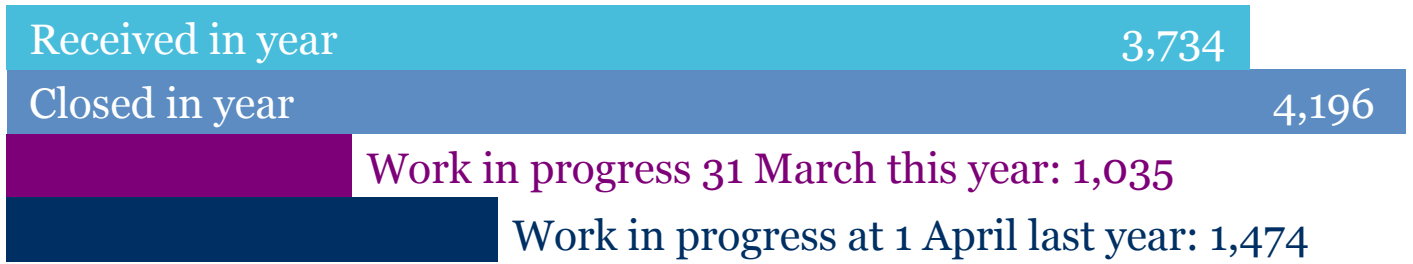 Received in year 3,734
Closed in year 4,196
Work in progress 31 March this year: 1,035
Work in progress at 1 April last year: 1,474